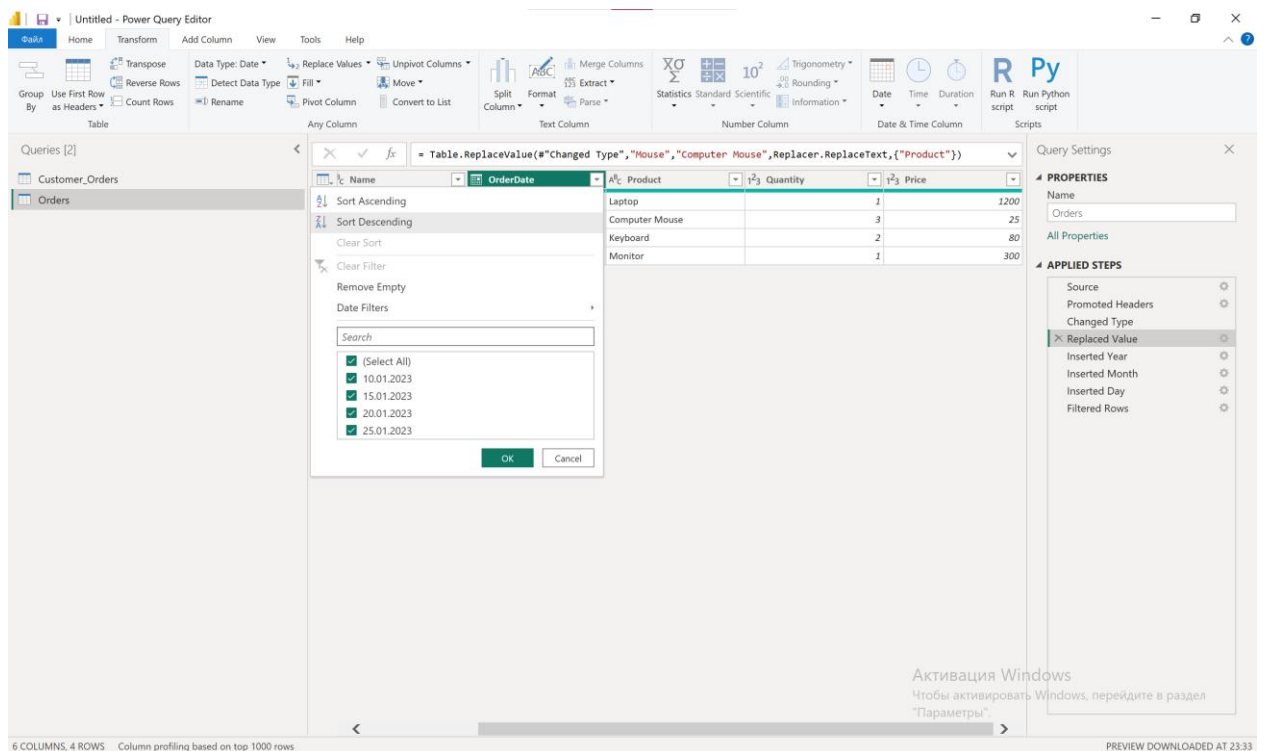 Untitled - Power Query Editor
Файл Home Transform Add Column View Tools Help
Group By
Use First Row as Headers
Transpose
Reverse Rows
Count Rows
Table
Data Type: Date
Detect Data Type
Rename
Replace Values
Fill
Pivot Column
Unpivot Columns
Move
Convert to List
Any Column
Split Column
ABC
Format
Merge Columns
123 Extract
Parse
Text Column
Statistics
Standard
10² Scientific
Trigonometry
Rounding
Information
Number Column
Date
Time
Duration
Date & Time Column
R Run R script
Py Run Python script
Scripts
Queries [2]
Customer_Orders
Orders
fx = Table.ReplaceValue(#"Changed Type","Mouse","Computer Mouse",Replacer.ReplaceText,{"Product"})
Name OrderDate ABC Product 123 Quantity 123 Price
Laptop 1 1200
Computer Mouse 3 25
Keyboard 2 80
Monitor 1 300
Sort Ascending
Sort Descending
Clear Sort
Clear Filter
Remove Empty
Date Filters
Search
(Select All)
10.01.2023
15.01.2023
20.01.2023
25.01.2023
OK Cancel
Query Settings
PROPERTIES
Name
Orders
All Properties
APPLIED STEPS
Source
Promoted Headers
Changed Type
Replaced Value
Inserted Year
Inserted Month
Inserted Day
Filtered Rows
Активация Windows
Чтобы активировать Windows, перейдите в раздел
"Параметры".
6 COLUMNS, 4 ROWS Column profiling based on top 1000 rows
PREVIEW DOWNLOADED AT 23:33